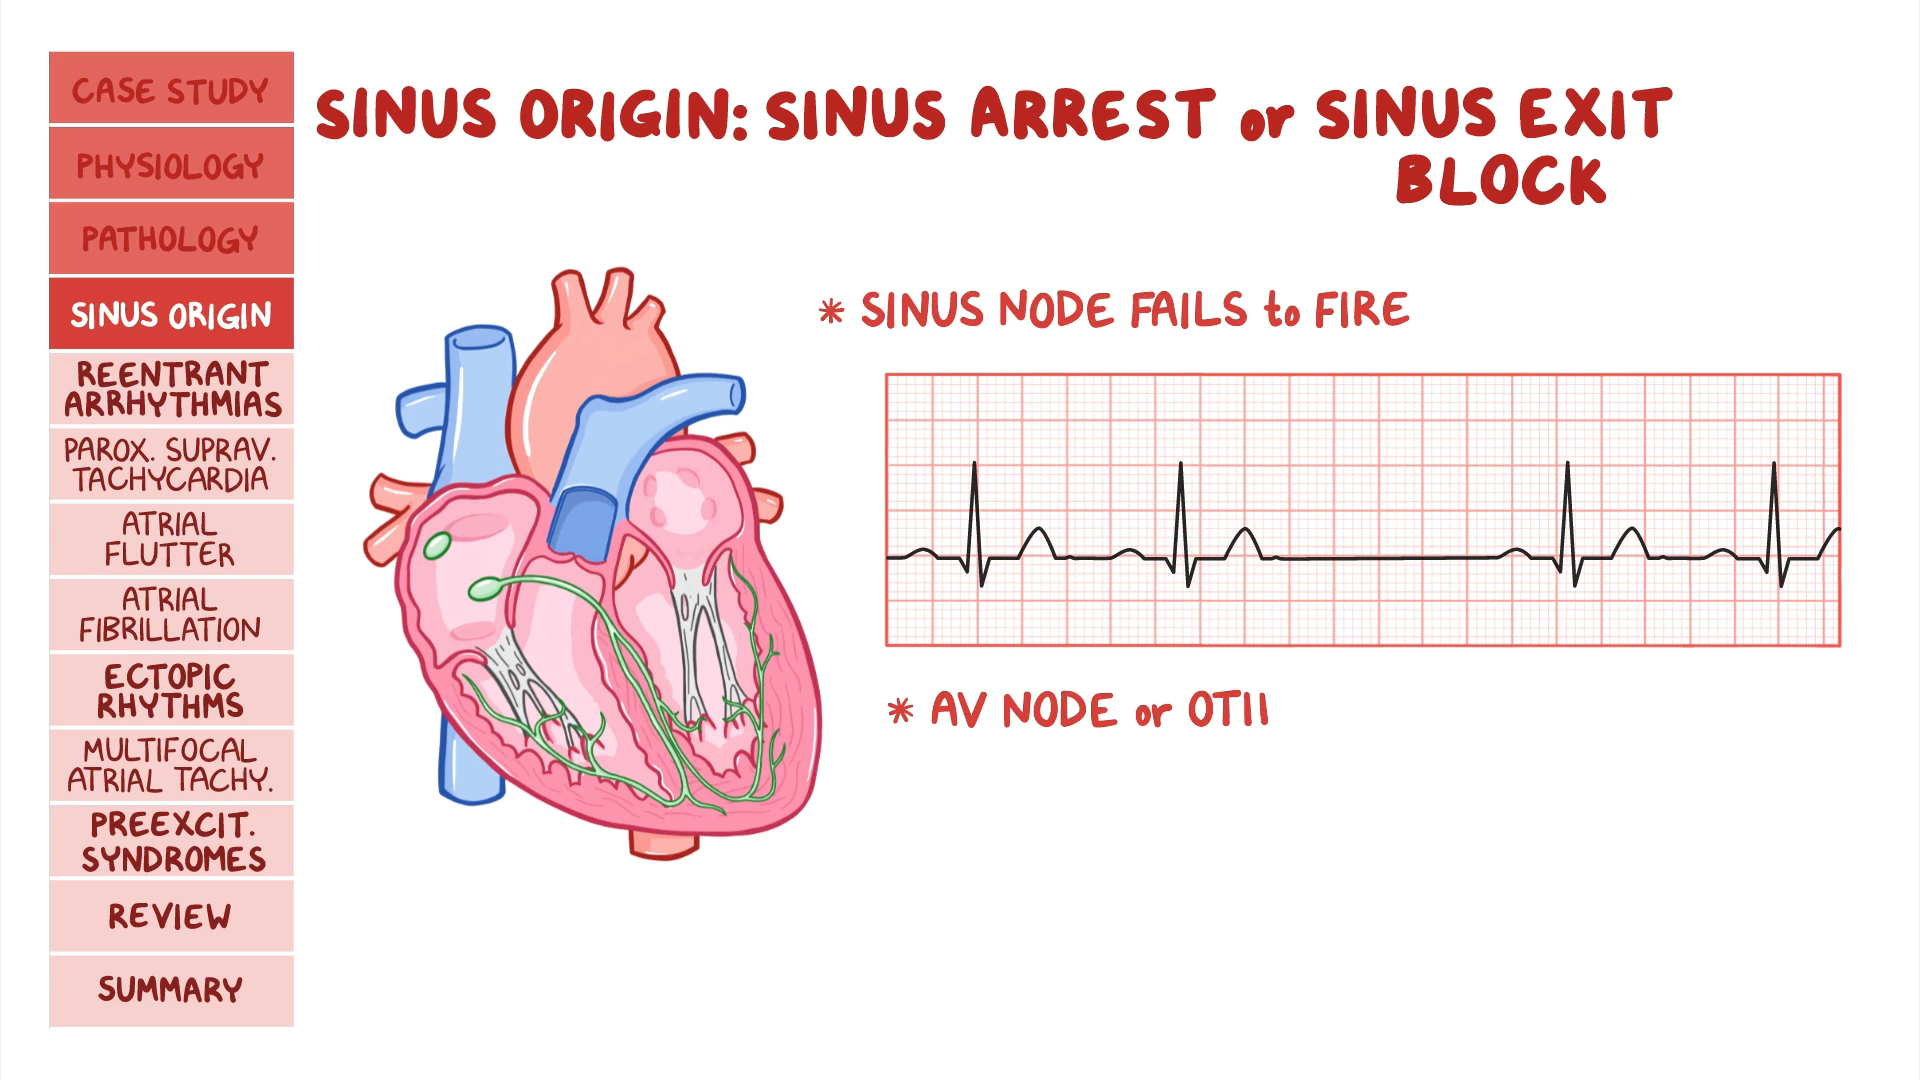 CASE STUDY
PHYSIOLOGY
PATHOLOGY
SINUS ORIGIN
REENTRANT
ARRHYTHMIAS
PAROX. SUPRAV.
TACHYCARDIA
ATRIAL
FLUTTER
ATRIAL
FIBRILLATION
ECTOPIC
RHYTHMS
MULTIFOCAL
ATRIAL TACHY.
PREEXCIT.
SYNDROMES
REVIEW
SUMMARY
SINUS ORIGIN: SINUS ARREST or SINUS EXIT
BLOCK
* SINUS NODE FAILS to FIRE
* AV NODE or